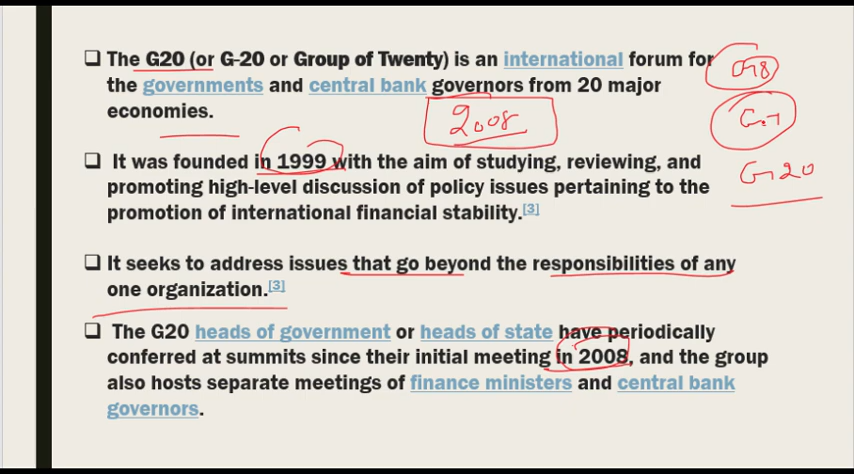 ❑ The G20 (or G-20 or Group of Twenty) is an international forum for
the governments and central bank governors from 20 major
economies.
G8
2008
G.7
❑ It was founded in 1999 with the aim of studying, reviewing, and
promoting high-level discussion of policy issues pertaining to the
promotion of international financial stability.[3]
G20
❑ It seeks to address issues that go beyond the responsibilities of any
one organization.[3]
❑ The G20 heads of government or heads of state have periodically
conferred at summits since their initial meeting in 2008, and the group
also hosts separate meetings of finance ministers and central bank
governors.